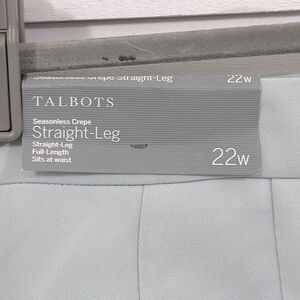 Seasonless Crepe Straight-Leg 22W
TALBOTS
Seasonless Crepe
Straight-Leg
Straight-Leg
Full-Length
Sits at waist 22W